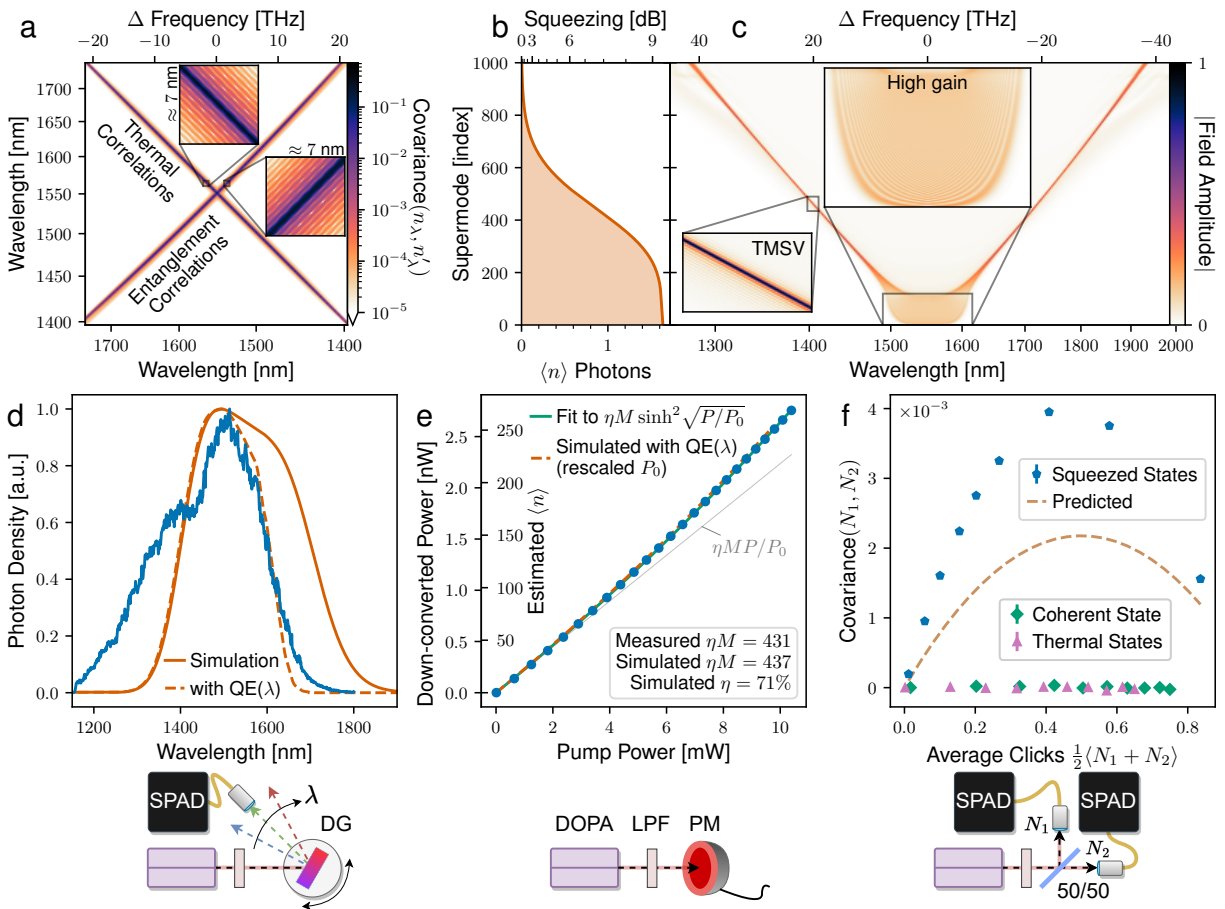 a
Δ Frequency [THz]
−20 −10 0 10 20
Wavelength [nm]
1700
1650
1600
1550
1500
1450
1400
≈ 7 nm
≈ 7 nm
Thermal
Correlations
Entanglement
Correlations
1700 1600 1500 1400
Wavelength [nm]
10⁻¹
10⁻²
10⁻³
10⁻⁴
10⁻⁵
Covariance(n_λ, n′_λ)
b
Squeezing [dB]
0 3 6 9
Supermode [index]
1000
800
600
400
200
0
0 1
⟨n⟩ Photons
c
Δ Frequency [THz]
40 20 0 −20 −40
High gain
TMSV
1300 1400 1500 1600 1700 1800 1900 2000
Wavelength [nm]
1
0
|Field Amplitude|
d
Photon Density [a.u.]
1.0
0.8
0.6
0.4
0.2
0.0
Simulation
with QE(λ)
1200 1400 1600 1800
Wavelength [nm]
SPAD
λ
DG
e
Down-converted Power [nW]
2.5
2.0
1.5
1.0
0.5
0.0
Estimated ⟨n⟩
250
200
150
100
50
Fit to ηM sinh² √P/P₀
Simulated with QE(λ)
(rescaled P₀)
ηMP/P₀
Measured ηM = 431
Simulated ηM = 437
Simulated η = 71%
0 2 4 6 8 10
Pump Power [mW]
DOPA LPF PM
f
×10⁻³
Covariance(N₁, N₂)
4
3
2
1
0
Squeezed States
Predicted
Coherent State
Thermal States
0.0 0.2 0.4 0.6 0.8
Average Clicks ½⟨N₁ + N₂⟩
SPAD
SPAD
N₁
N₂
50/50